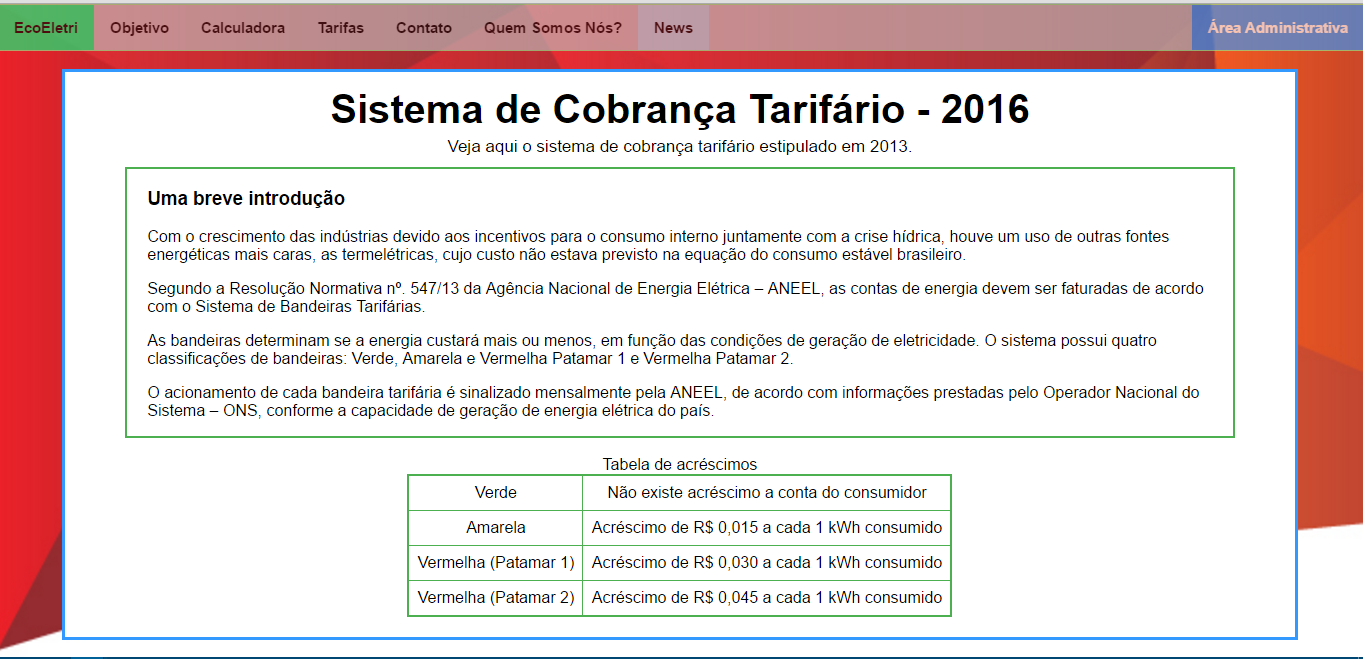 EcoEletri Objetivo Calculadora Tarifas Contato Quem Somos Nós? News Área Administrativa
Sistema de Cobrança Tarifário - 2016
Veja aqui o sistema de cobrança tarifário estipulado em 2013.
Uma breve introdução
Com o crescimento das indústrias devido aos incentivos para o consumo interno juntamente com a crise hídrica, houve um uso de outras fontes
energéticas mais caras, as termelétricas, cujo custo não estava previsto na equação do consumo estável brasileiro.
Segundo a Resolução Normativa nº. 547/13 da Agência Nacional de Energia Elétrica – ANEEL, as contas de energia devem ser faturadas de acordo
com o Sistema de Bandeiras Tarifárias.
As bandeiras determinam se a energia custará mais ou menos, em função das condições de geração de eletricidade. O sistema possui quatro
classificações de bandeiras: Verde, Amarela e Vermelha Patamar 1 e Vermelha Patamar 2.
O acionamento de cada bandeira tarifária é sinalizado mensalmente pela ANEEL, de acordo com informações prestadas pelo Operador Nacional do
Sistema – ONS, conforme a capacidade de geração de energia elétrica do país.
Tabela de acréscimos
Verde Não existe acréscimo a conta do consumidor
Amarela Acréscimo de R$ 0,015 a cada 1 kWh consumido
Vermelha (Patamar 1) Acréscimo de R$ 0,030 a cada 1 kWh consumido
Vermelha (Patamar 2) Acréscimo de R$ 0,045 a cada 1 kWh consumido